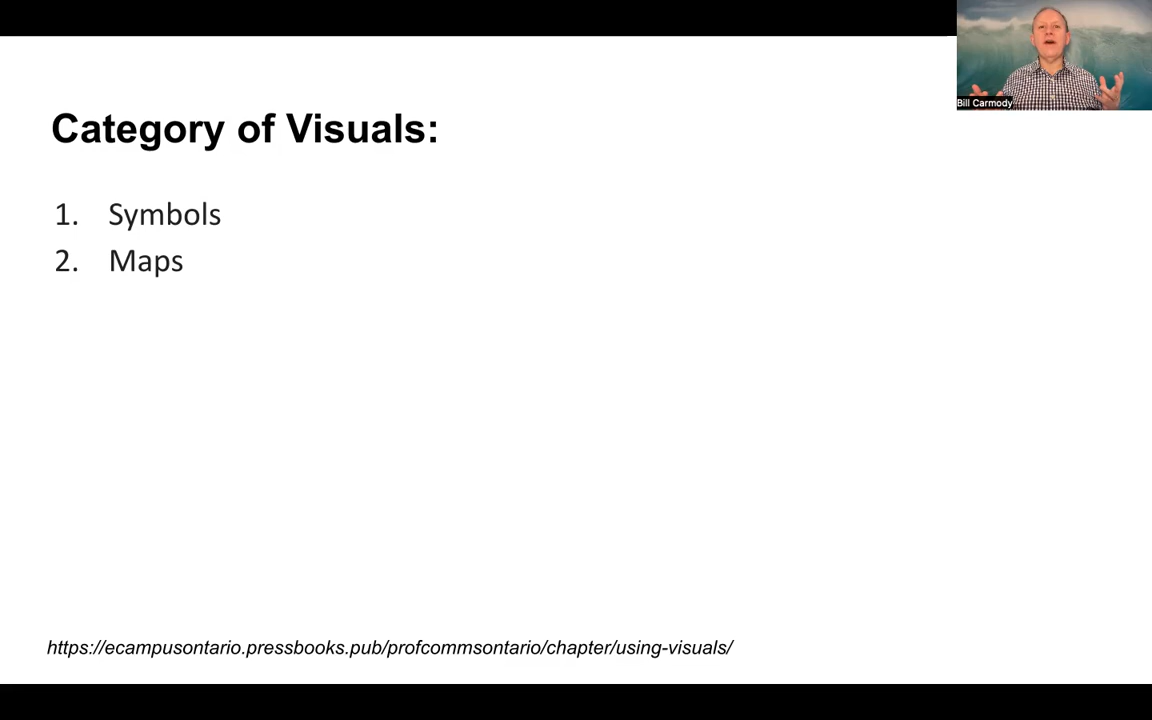 Bill Carmody
Category of Visuals:
1. Symbols
2. Maps
https://ecampusontario.pressbooks.pub/profcommsontario/chapter/using-visuals/